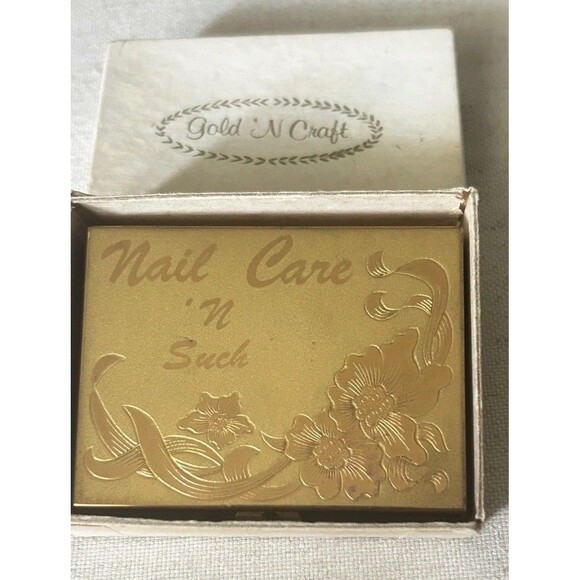 Gold 'N Craft
Nail Care
'N
Such